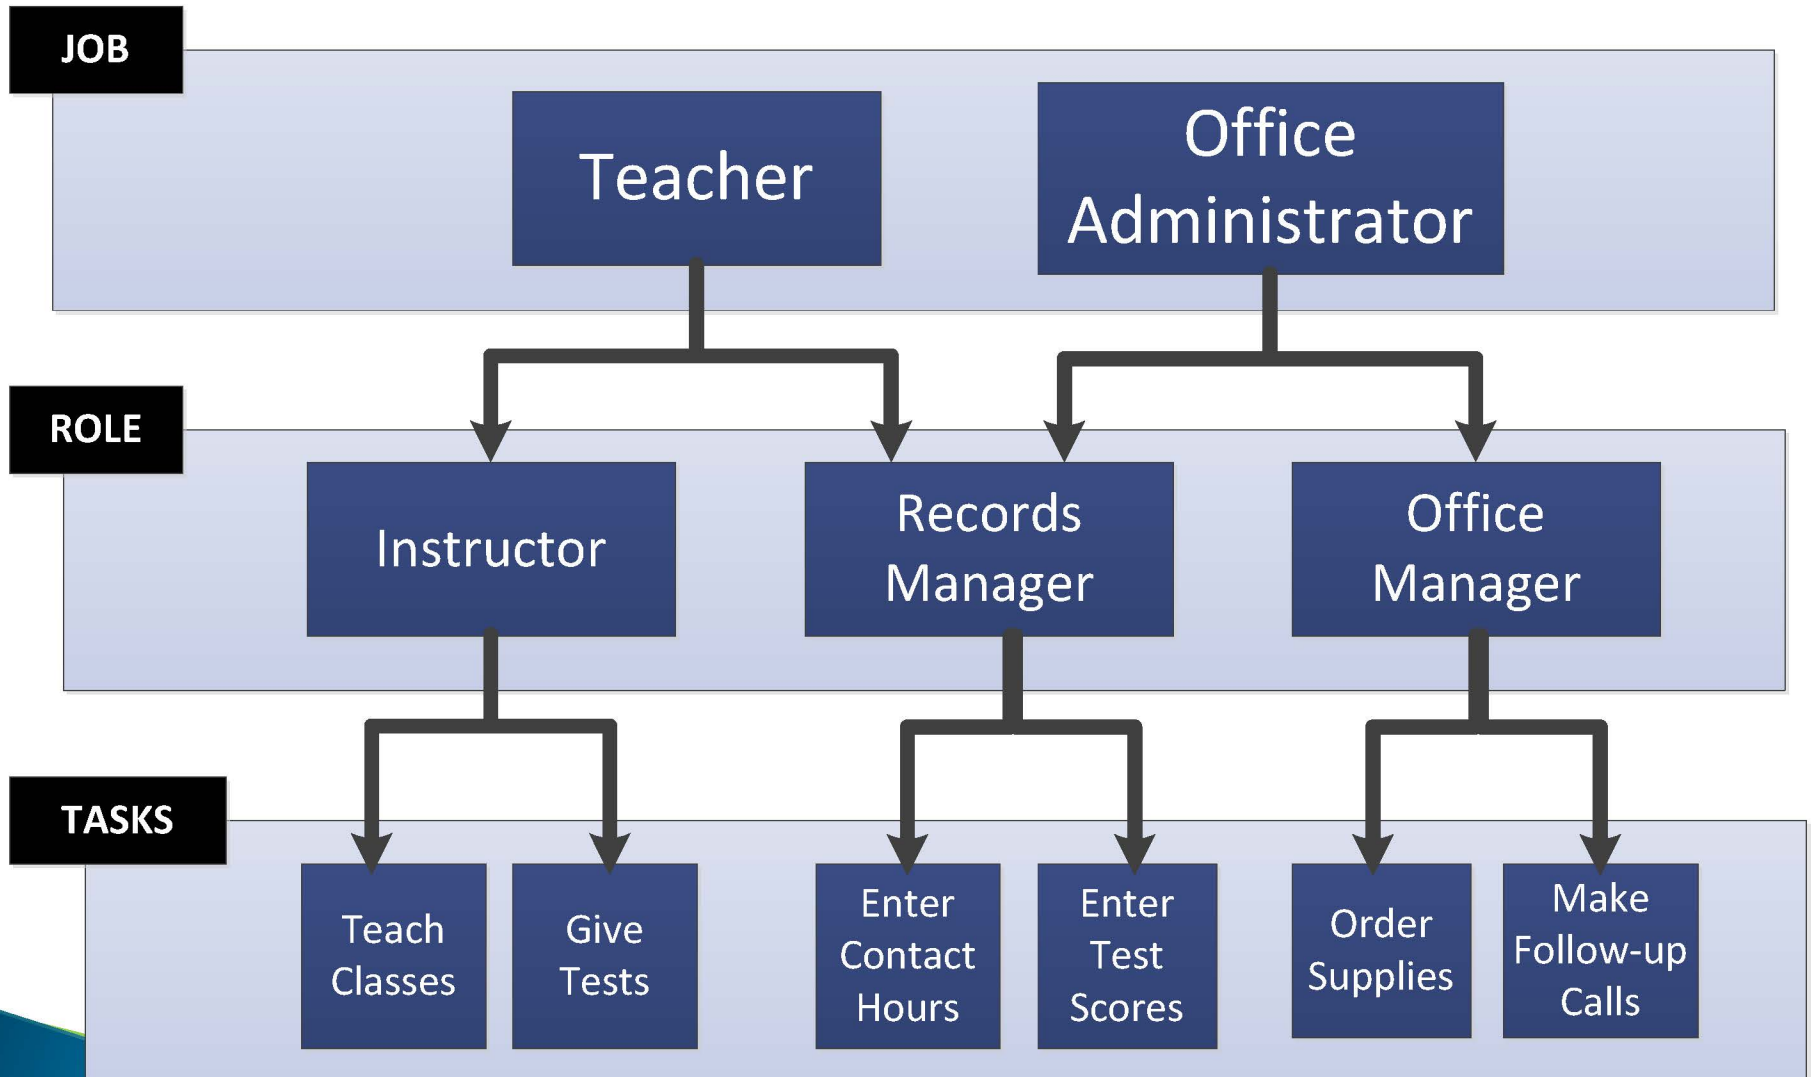 JOB
Teacher
Office
Administrator
ROLE
Instructor
Records
Manager
Office
Manager
TASKS
Teach
Classes
Give
Tests
Enter
Contact
Hours
Enter
Test
Scores
Order
Supplies
Make
Follow-up
Calls